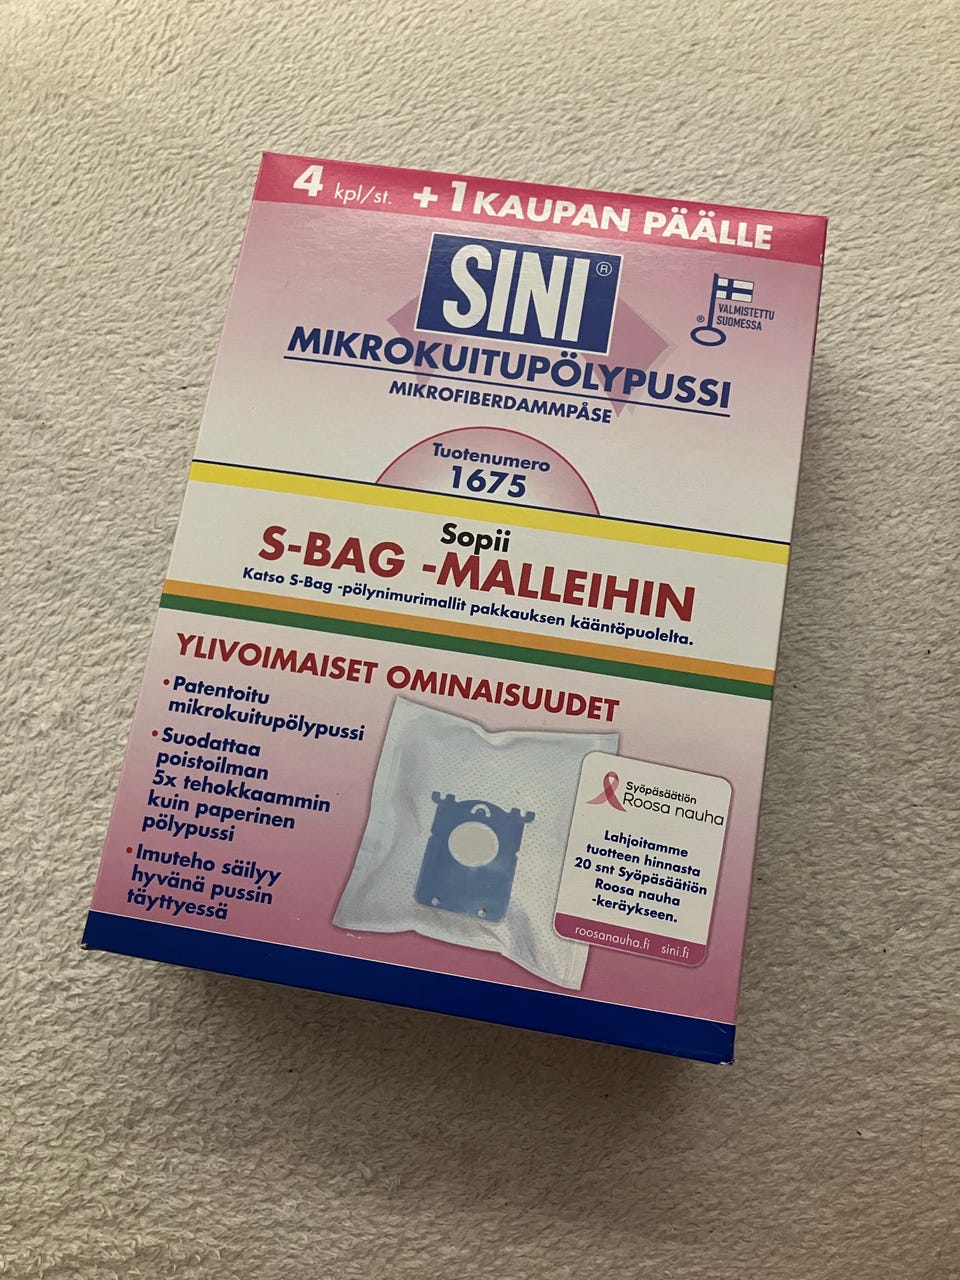 4 kpl/st. +1 KAUPAN PÄÄLLE
SINI®
VALMISTETTU
® SUOMESSA
MIKROKUITUPÖLYPUSSI
MIKROFIBERDAMMPÅSE
Tuotenumero
1675
Sopii
S-BAG -MALLEIHIN
Katso S-Bag -pölynimurimallit pakkauksen kääntöpuolelta.
YLIVOIMAISET OMINAISUUDET
• Patentoitu
mikrokuitupölypussi
• Suodattaa
poistoilman
5x tehokkaammin
kuin paperinen
pölypussi
• Imuteho säilyy
hyvänä pussin
täyttyessä
Syöpäsäätiön
Roosa nauha
Lahjoitamme
tuotteen hinnasta
20 snt Syöpäsäätiön
Roosa nauha
-keräykseen.
roosanauha.fi sini.fi